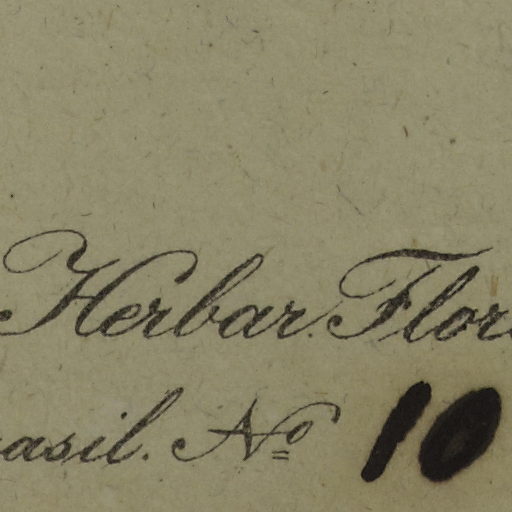 Herbar. Flor
asil. Nº 10